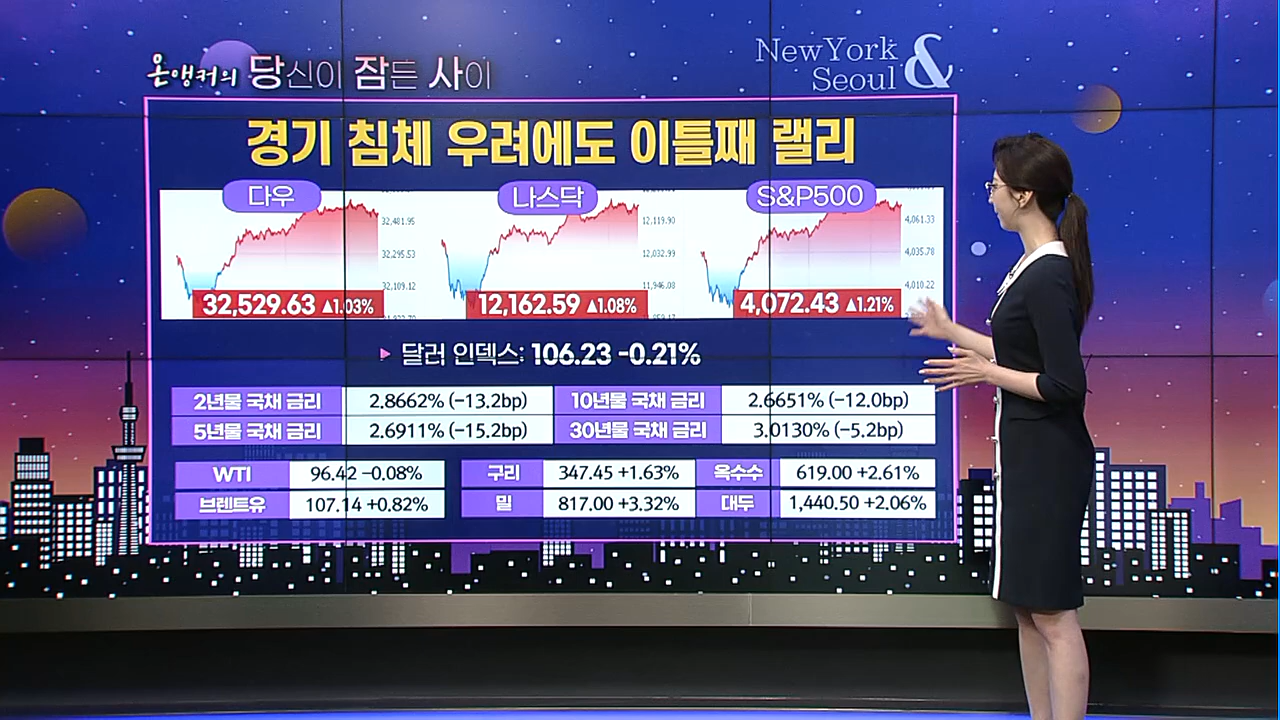 온앵커의 당신이 잠든 사이
NewYork & Seoul
경기 침체 우려에도 이틀째 랠리
다우 나스닥 S&P500
32,481.95 12,119.90 4,061.33
32,295.53 12,032.99 4,035.78
32,109.12 11,946.08 4,010.22
32,529.63 ▲1.03% 12,162.59 ▲1.08% 4,072.43 ▲1.21%
▶ 달러 인덱스: 106.23 -0.21%
2년물 국채 금리 2.8662% (-13.2bp) 10년물 국채 금리 2.6651% (-12.0bp)
5년물 국채 금리 2.6911% (-15.2bp) 30년물 국채 금리 3.0130% (-5.2bp)
WTI 96.42 -0.08% 구리 347.45 +1.63% 옥수수 619.00 +2.61%
브렌트유 107.14 +0.82% 밀 817.00 +3.32% 대두 1,440.50 +2.06%